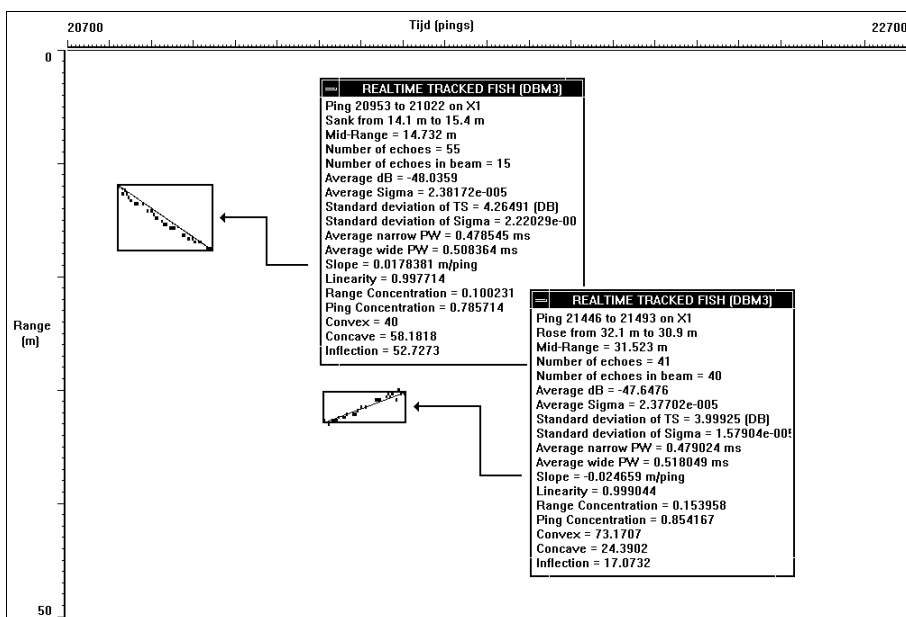 20700 Tijd (pings) 22700
0
REALTIME TRACKED FISH (DBM3)
Ping 20953 to 21022 on X1
Sank from 14.1 m to 15.4 m
Mid-Range = 14.732 m
Number of echoes = 55
Number of echoes in beam = 15
Average dB = -48.0359
Average Sigma = 2.38172e-005
Standard deviation of TS = 4.26491 (DB)
Standard deviation of Sigma = 2.22029e-00
Average narrow PW = 0.478545 ms
Average wide PW = 0.508364 ms
Slope = 0.0178381 m/ping
Linearity = 0.997714
Range Concentration = 0.100231
Ping Concentration = 0.785714
Convex = 40
Concave = 58.1818
Inflection = 52.7273
REALTIME TRACKED FISH (DBM3)
Ping 21446 to 21493 on X1
Rose from 32.1 m to 30.9 m
Mid-Range = 31.523 m
Number of echoes = 41
Number of echoes in beam = 40
Average dB = -47.6476
Average Sigma = 2.37702e-005
Standard deviation of TS = 3.99925 (DB)
Standard deviation of Sigma = 1.57904e-005
Average narrow PW = 0.479024 ms
Average wide PW = 0.518049 ms
Slope = -0.024659 m/ping
Linearity = 0.999044
Range Concentration = 0.153958
Ping Concentration = 0.854167
Convex = 73.1707
Concave = 24.3902
Inflection = 17.0732
Range
(m)
50